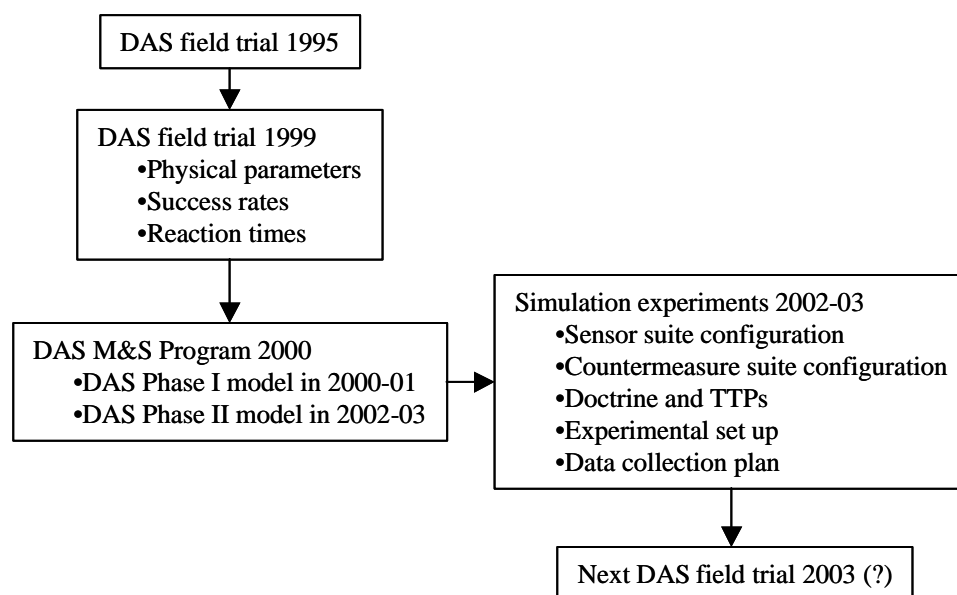 DAS field trial 1995
DAS field trial 1999
•Physical parameters
•Success rates
•Reaction times
DAS M&S Program 2000
•DAS Phase I model in 2000-01
•DAS Phase II model in 2002-03
Simulation experiments 2002-03
•Sensor suite configuration
•Countermeasure suite configuration
•Doctrine and TTPs
•Experimental set up
•Data collection plan
Next DAS field trial 2003 (?)